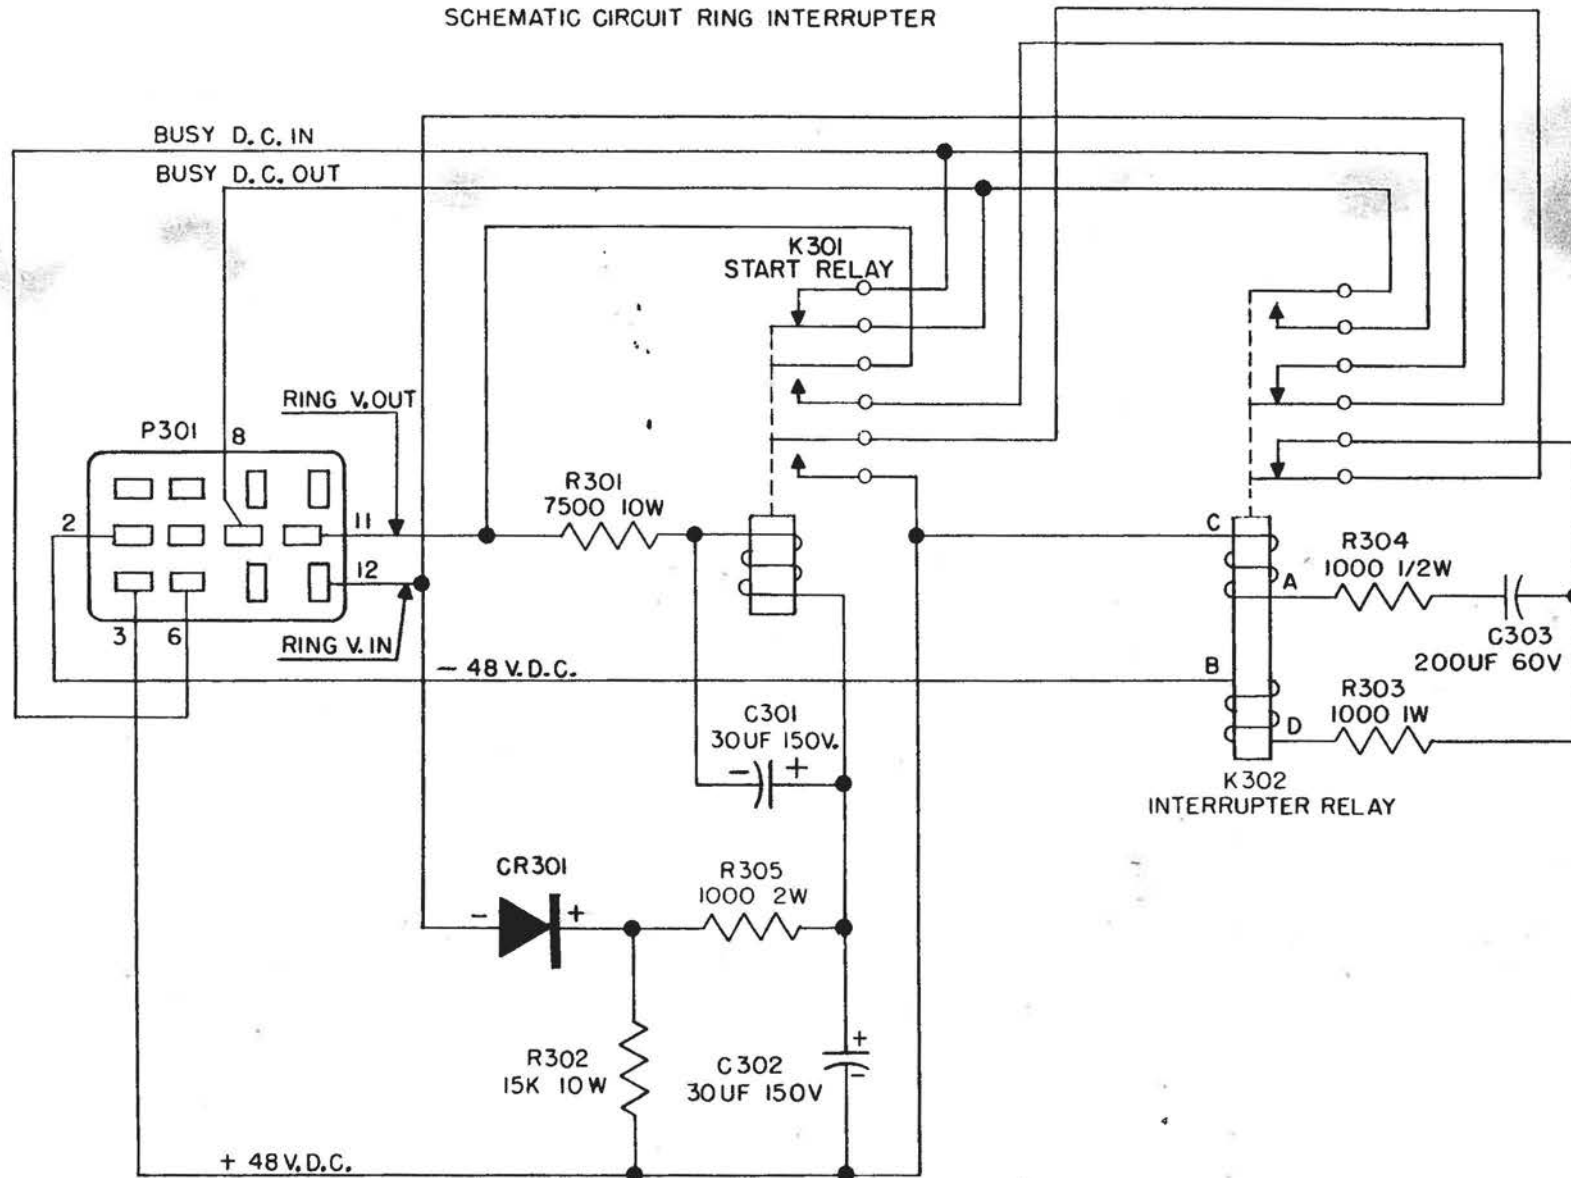 SCHEMATIC CIRCUIT RING INTERRUPTER
BUSY D.C. IN
BUSY D.C. OUT
K301
START RELAY
RING V. OUT
P301
8
R301
7500 10W
2
11
12
3
6
RING V. IN
C
R304
1000 1/2W
A
C303
200UF 60V
- 48 V.D.C.
B
R303
1000 1W
D
C301
30UF 150V.
- +
K302
INTERRUPTER RELAY
CR301
- +
R305
1000 2W
R302
15K 10W
C302
30UF 150V
+
-
+ 48 V.D.C.